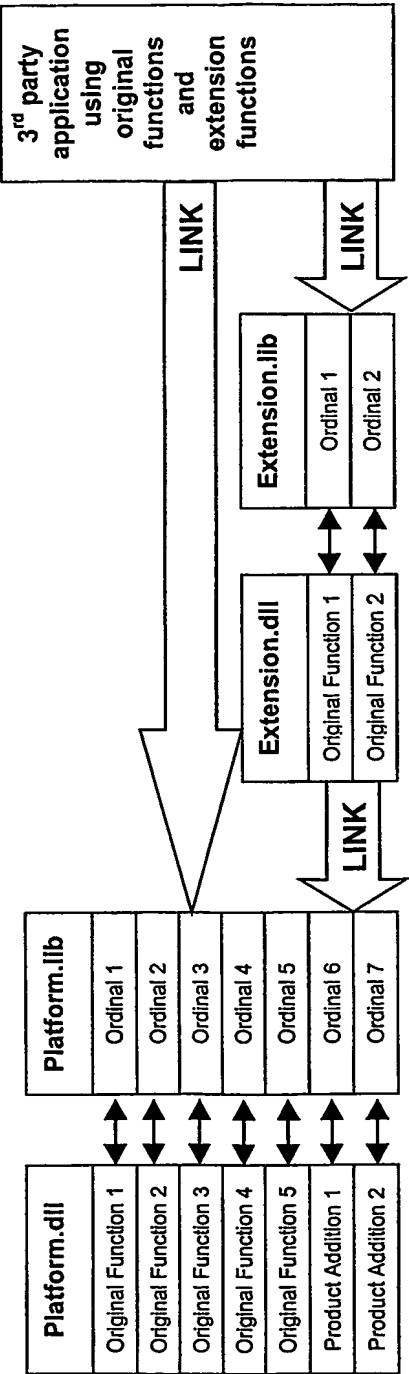 Platform.dll
Original Function 1
Original Function 2
Original Function 3
Original Function 4
Original Function 5
Product Addition 1
Product Addition 2
Platform.lib
Ordinal 1
Ordinal 2
Ordinal 3
Ordinal 4
Ordinal 5
Ordinal 6
Ordinal 7
LINK
Extension.dll
Original Function 1
Original Function 2
Extension.lib
Ordinal 1
Ordinal 2
LINK
LINK
3rd party
application
using
original
functions
and
extension
functions